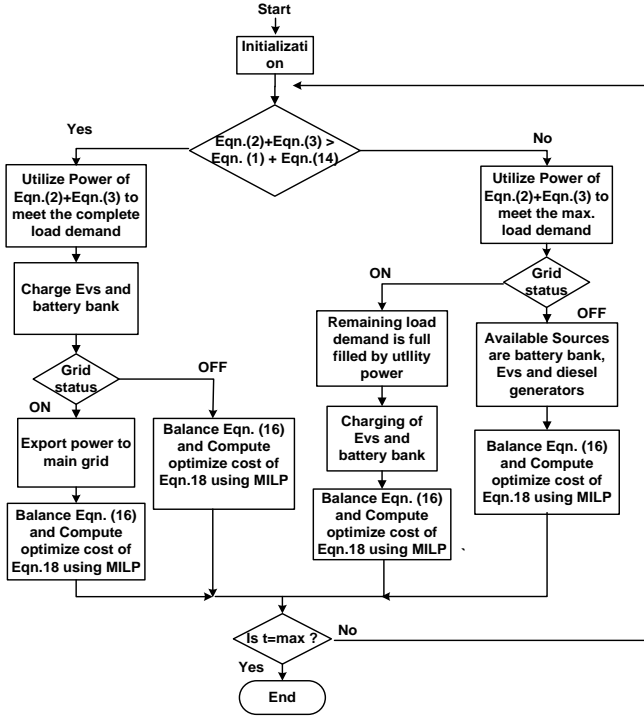 Start
Initializati
on
Eqn.(2)+Eqn.(3) >
Eqn. (1) + Eqn.(14)
Yes
No
Utilize Power of
Eqn.(2)+Eqn.(3) to
meet the complete
load demand
Charge Evs and
battery bank
Grid
status
ON
OFF
Export power to
main grid
Balance Eqn. (16)
and Compute
optimize cost of
Eqn.18 using MILP
Balance Eqn. (16)
and Compute
optimize cost of
Eqn.18 using MILP
Utilize Power of
Eqn.(2)+Eqn.(3) to
meet the max.
load demand
Grid
status
ON
OFF
Remaining load
demand is full
filled by utility
power
Charging of
Evs and
battery bank
Balance Eqn. (16)
and Compute
optimize cost of
Eqn.18 using MILP
Available Sources
are battery bank,
Evs and diesel
generators
Balance Eqn. (16)
and Compute
optimize cost of
Eqn.18 using MILP
Is t=max ?
No
Yes
End